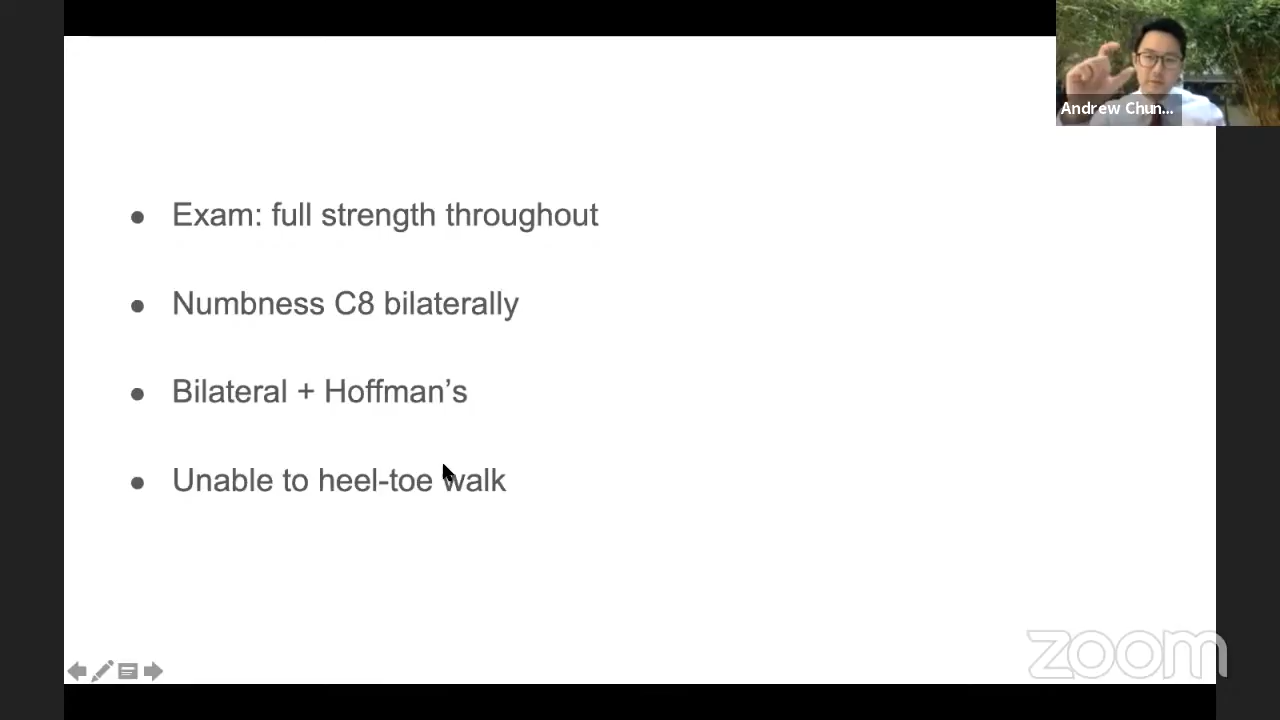 Andrew Chun...
● Exam: full strength throughout
● Numbness C8 bilaterally
● Bilateral + Hoffman’s
● Unable to heel-toe walk
zoom